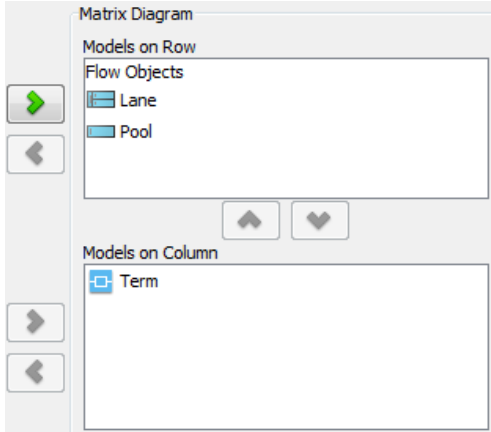 Matrix Diagram
Models on Row
Flow Objects
Lane
Pool
Models on Column
Term